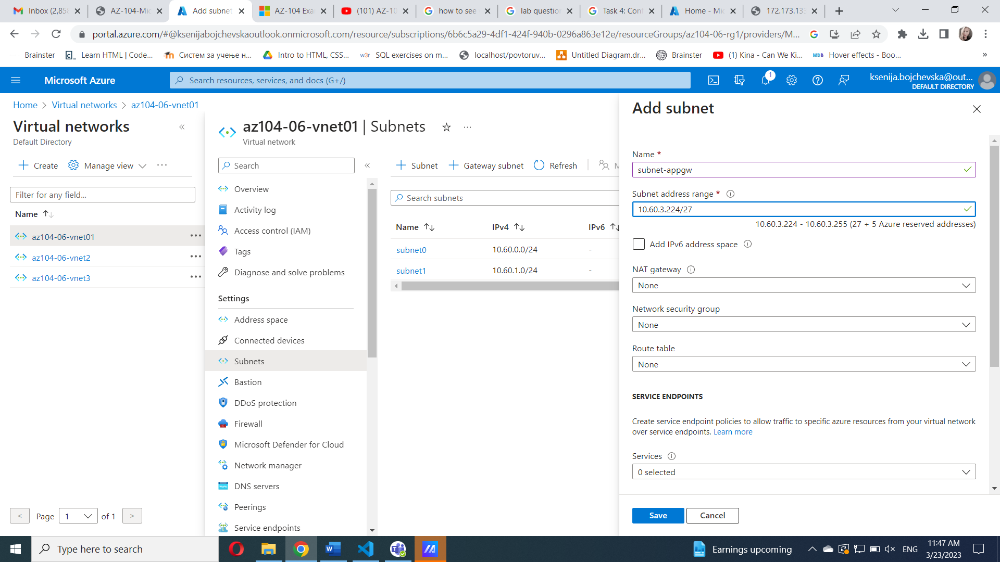 Inbox (2,858
AZ-104-Mic
Add subnet
AZ-104 Exa
(101) AZ-10
how to see
lab question
Task 4: Cont
Home - Mic
172.173.133
portal.azure.com/#@ksenijabojchevskaoutlook.onmicrosoft.com/resource/subscriptions/6b6c5a29-4df1-424f-940b-0296a863e12e/resourceGroups/az104-06-rg1/providers/M...
Brainster
Learn HTML | Code...
Систем за учење н...
Intro to HTML, CSS...
w3r SQL exercises on m...
localhost/povtoruv...
Untitled Diagram.dr...
Brainster
(1) Kina - Can We Ki...
MDB Hover effects - Boo...
»
Microsoft Azure
Search resources, services, and docs (G+/)
1
ksenija.bojchevska@out...
DEFAULT DIRECTORY
Home > Virtual networks > az104-06-vnet01
Virtual networks
Default Directory
Create
Manage view
Filter for any field...
Name
az104-06-vnet01
az104-06-vnet2
az104-06-vnet3
< Page 1 of 1 >
az104-06-vnet01 | Subnets
Virtual network
Search
Overview
Activity log
Access control (IAM)
Tags
Diagnose and solve problems
Settings
Address space
Connected devices
Subnets
Bastion
DDoS protection
Firewall
Microsoft Defender for Cloud
Network manager
DNS servers
Peerings
Service endpoints
+ Subnet
+ Gateway subnet
Refresh
M
Search subnets
Name IPv4 IPv6
subnet0 10.60.0.0/24 -
subnet1 10.60.1.0/24 -
Add subnet
Name *
subnet-appgw
Subnet address range *
10.60.3.224/27
10.60.3.224 - 10.60.3.255 (27 + 5 Azure reserved addresses)
Add IPv6 address space
NAT gateway
None
Network security group
None
Route table
None
SERVICE ENDPOINTS
Create service endpoint policies to allow traffic to specific azure resources from your virtual network
over service endpoints. Learn more
Services
0 selected
Save
Cancel
Type here to search
Earnings upcoming
ENG
11:47 AM
3/23/2023